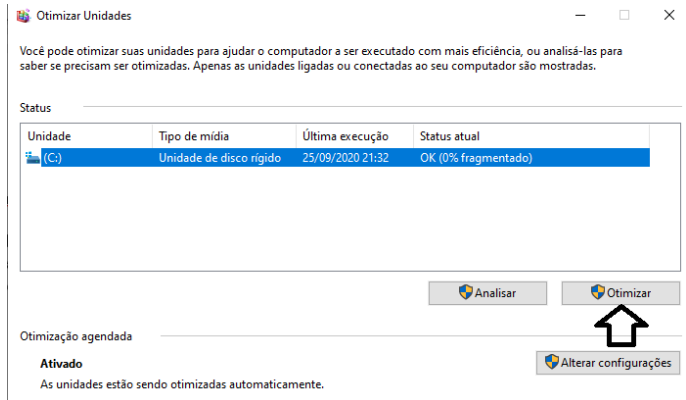 Otimizar Unidades
Você pode otimizar suas unidades para ajudar o computador a ser executado com mais eficiência, ou analisá-las para
saber se precisam ser otimizadas. Apenas as unidades ligadas ou conectadas ao seu computador são mostradas.
Status
Unidade Tipo de mídia Última execução Status atual
(C:) Unidade de disco rígido 25/09/2020 21:32 OK (0% fragmentado)
Analisar Otimizar
Otimização agendada
Ativado Alterar configurações
As unidades estão sendo otimizadas automaticamente.